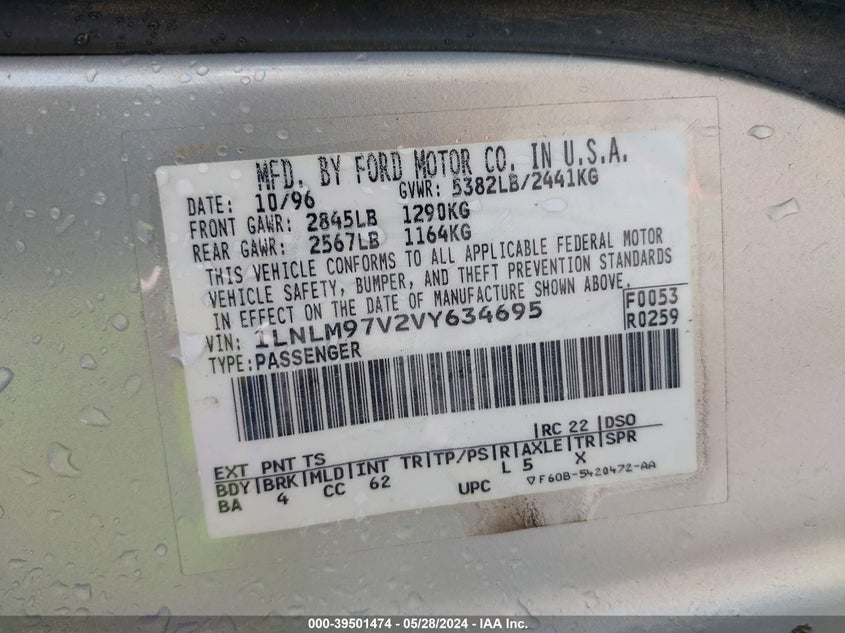 MFD. BY FORD MOTOR CO. IN U.S.A.
DATE: 10/96 GVWR: 5382LB/2441KG
FRONT GAWR: 2845LB 1290KG
REAR GAWR: 2567LB 1164KG
THIS VEHICLE CONFORMS TO ALL APPLICABLE FEDERAL MOTOR
VEHICLE SAFETY, BUMPER, AND THEFT PREVENTION STANDARDS
IN EFFECT ON THE DATE OF MANUFACTURE SHOWN ABOVE.
VIN: 1LNLM97V2VY634695 F0053
TYPE: PASSENGER R0259
EXT PNT TS RC 22 DSO
BDY BRK MLD INT TR TP/PS R AXLE TR SPR
BA 4 CC 62 L 5 X
UPC ▽F60B-5420472-AA
000-39501474 / 05/28/2024 - IAA Inc.